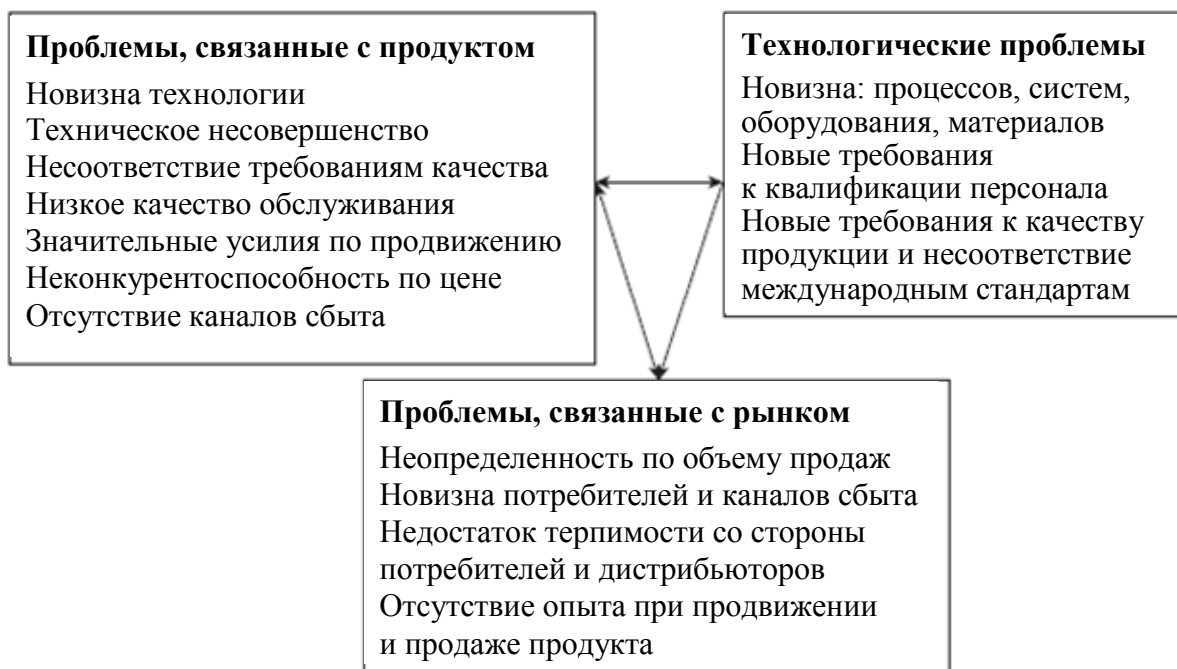 Проблемы, связанные с продуктом
Новизна технологии
Техническое несовершенство
Несоответствие требованиям качества
Низкое качество обслуживания
Значительные усилия по продвижению
Неконкурентоспособность по цене
Отсутствие каналов сбыта
Технологические проблемы
Новизна: процессов, систем,
оборудования, материалов
Новые требования
к квалификации персонала
Новые требования к качеству
продукции и несоответствие
международным стандартам
Проблемы, связанные с рынком
Неопределенность по объему продаж
Новизна потребителей и каналов сбыта
Недостаток терпимости со стороны
потребителей и дистрибьюторов
Отсутствие опыта при продвижении
и продаже продукта